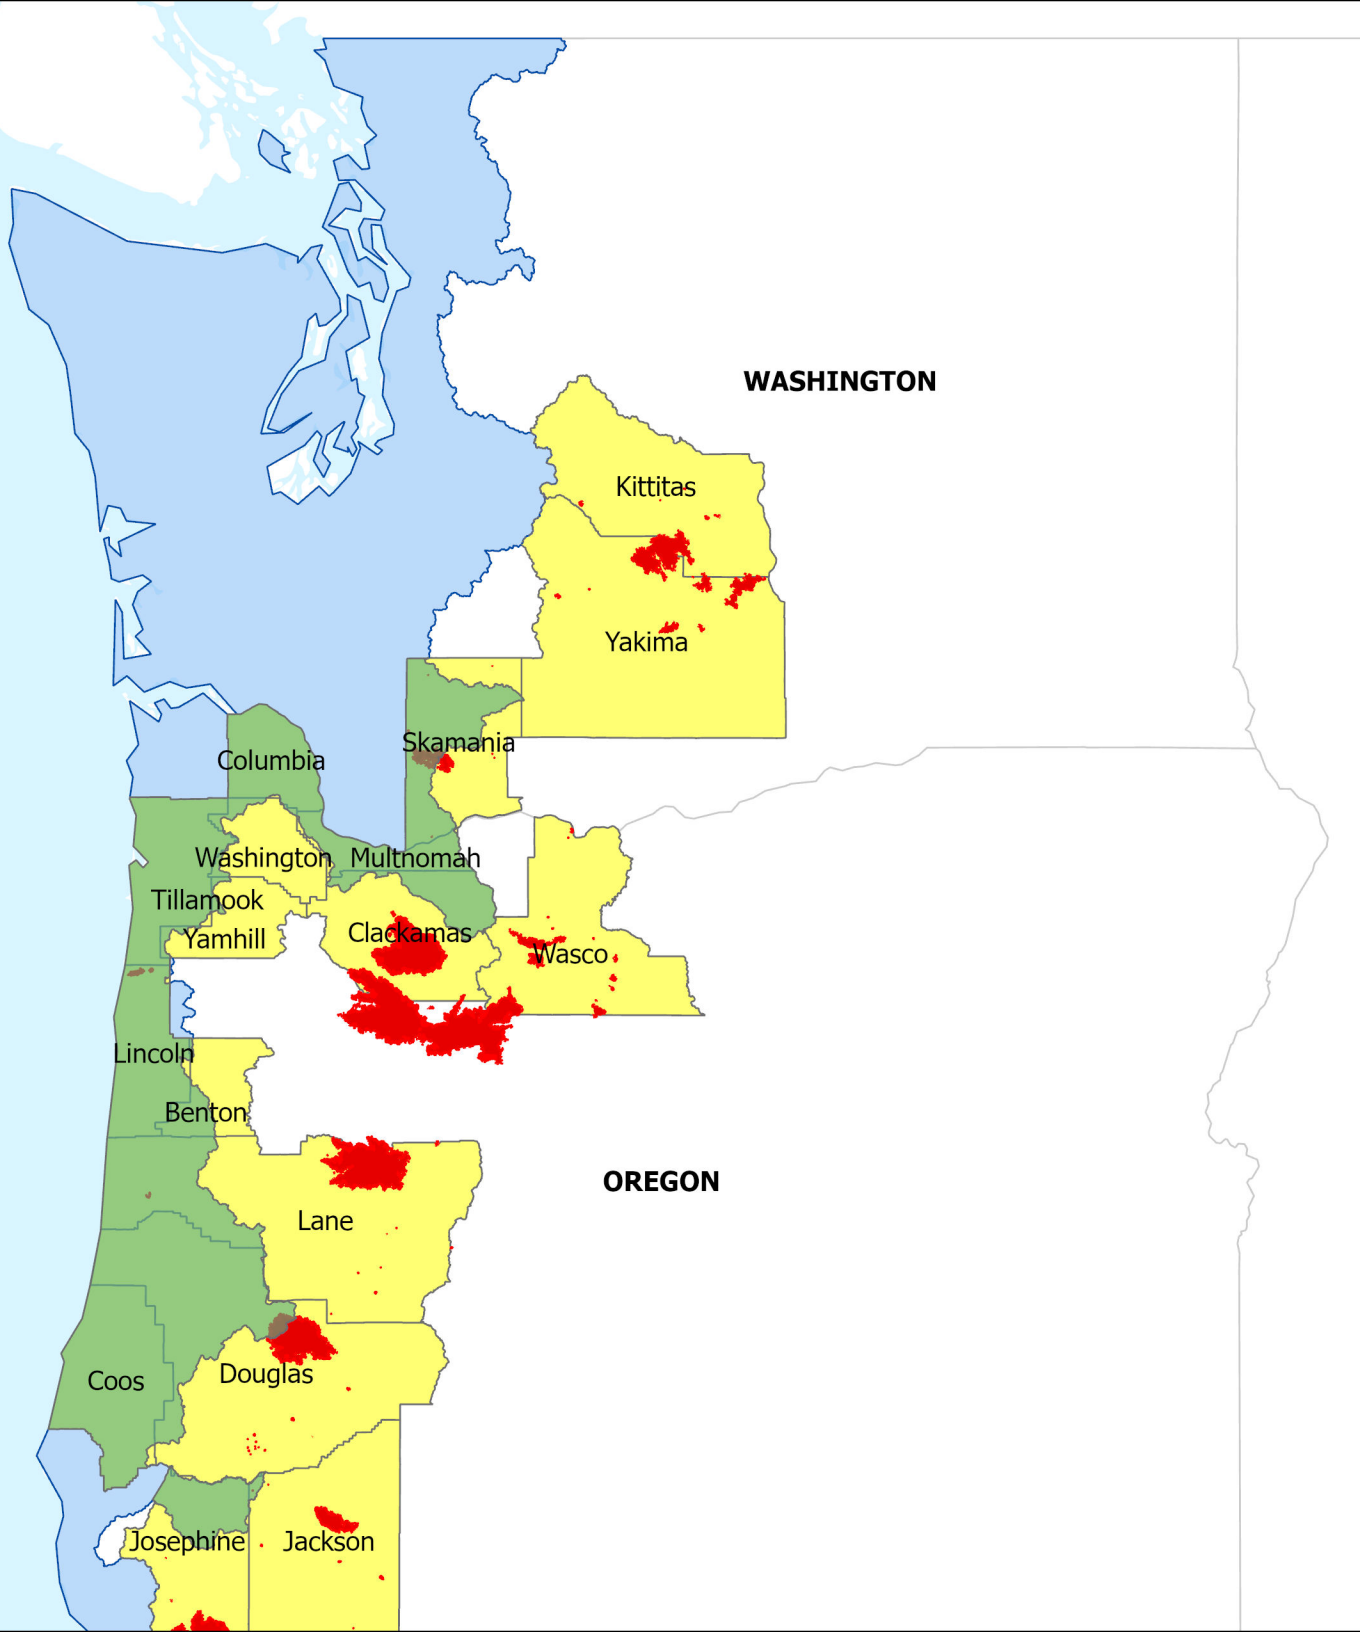 WASHINGTON
Kittitas
Yakima
Skamania
Columbia
Washington
Multnomah
Tillamook
Clackamas
Yamhill
Wasco
Lincoln
Benton
OREGON
Lane
Douglas
Coos
Josephine
Jackson